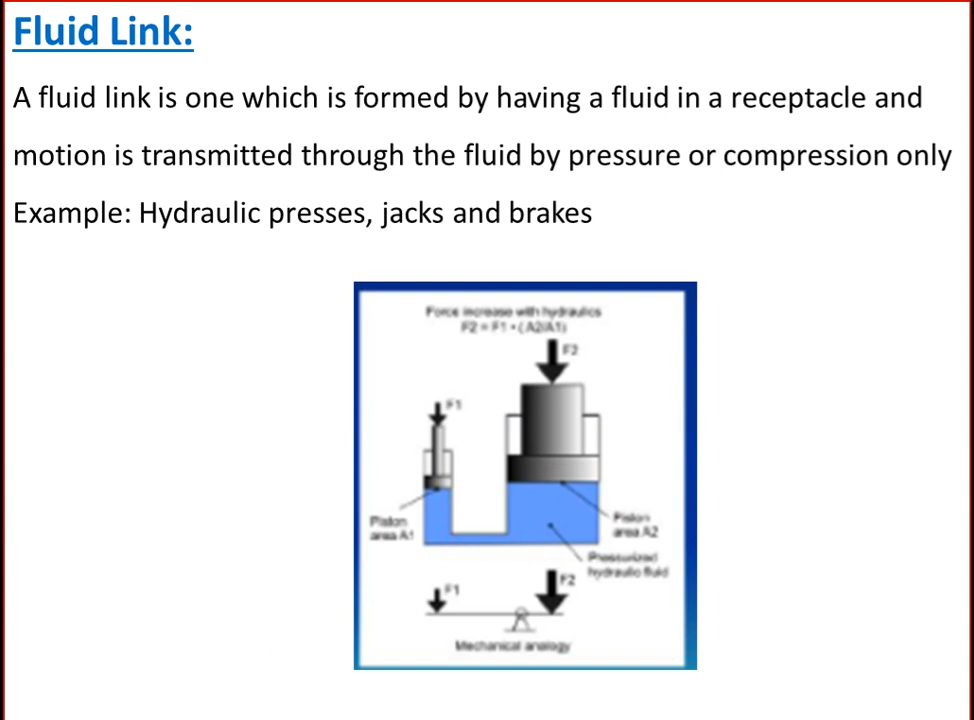 Fluid Link:
A fluid link is one which is formed by having a fluid in a receptacle and
motion is transmitted through the fluid by pressure or compression only
Example: Hydraulic presses, jacks and brakes
Force increase with hydraulics
F2 = F1 • (A2/A1)
F2
F1
Piston
area A1
Piston
area A2
Pressurized
hydraulic fluid
F1
F2
Mechanical analogy